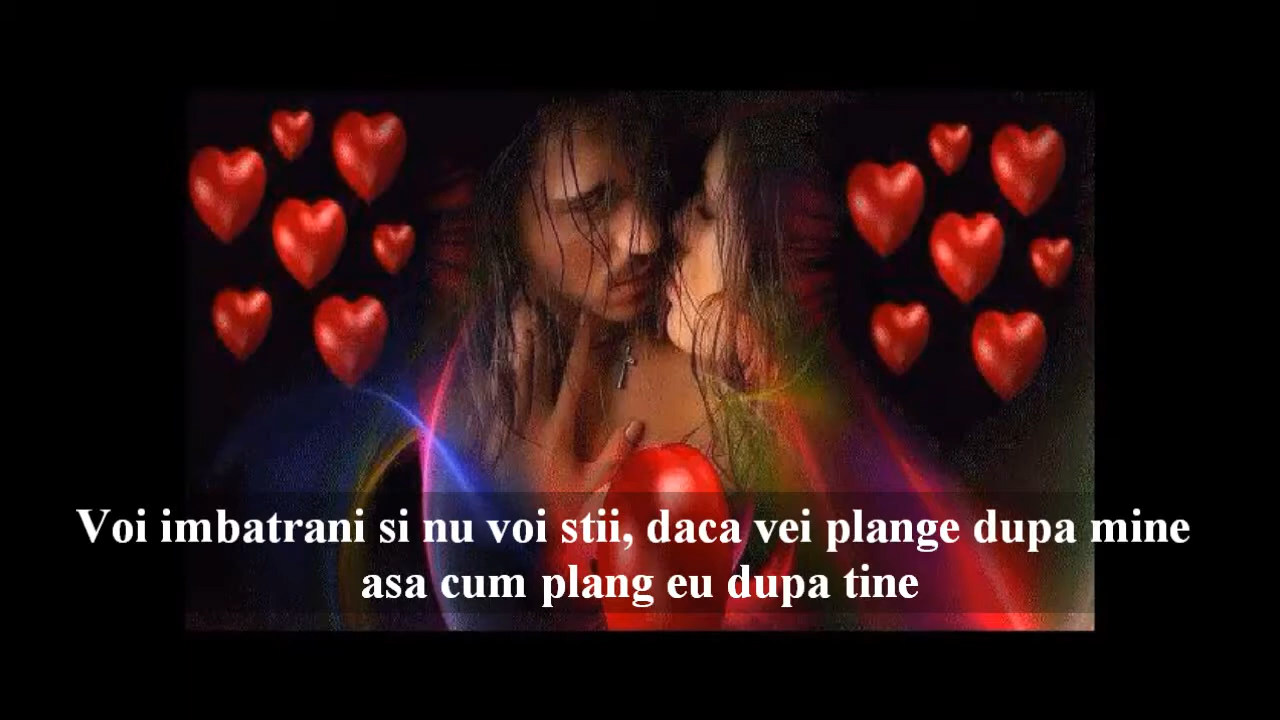 Voi imbatrani si nu voi stii, daca vei plange dupa mine
asa cum plang eu dupa tine